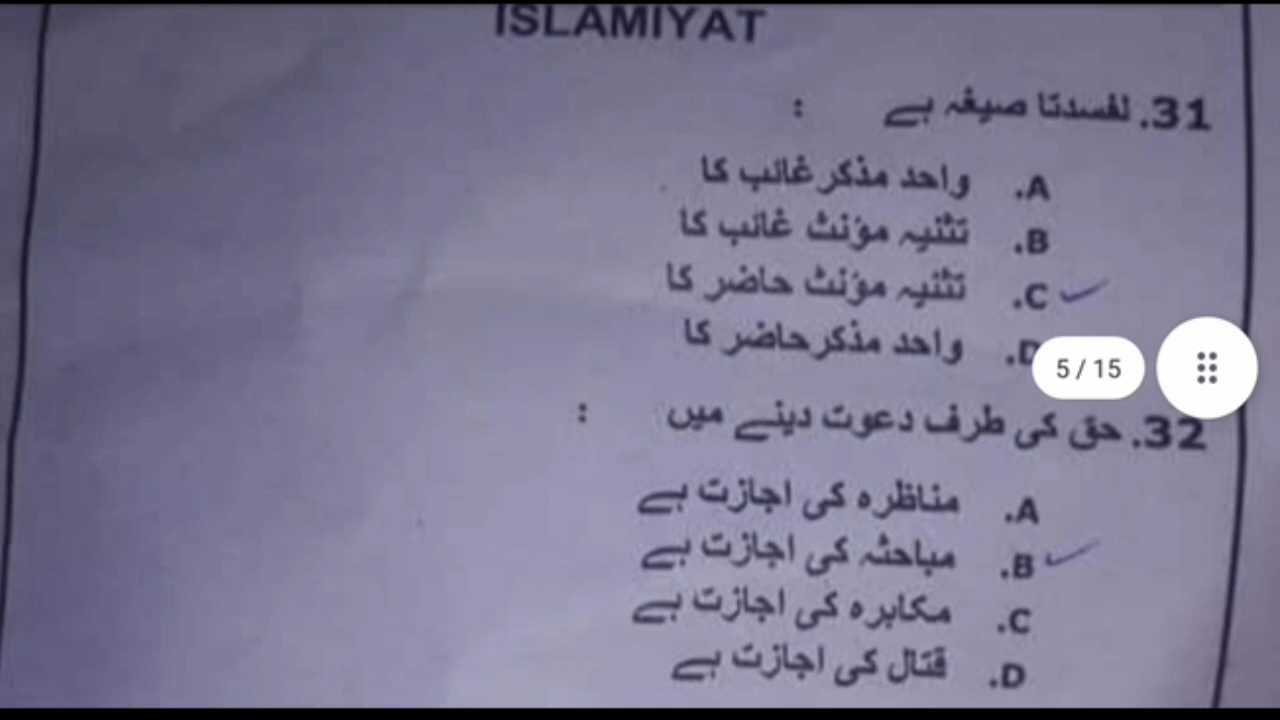 ISLAMIYAT
31. لفسدتا صیغہ ہے :
A. واحد مذکر غائب کا
B. تثنیہ مؤنث غائب کا
C. تثنیہ مؤنث حاضر کا
D. واحد مذکر حاضر کا
5 / 15
32. حق کی طرف دعوت دینے میں :
A. مناظرہ کی اجازت ہے
B. مباحثہ کی اجازت ہے
C. مکابرہ کی اجازت ہے
D. قتال کی اجازت ہے